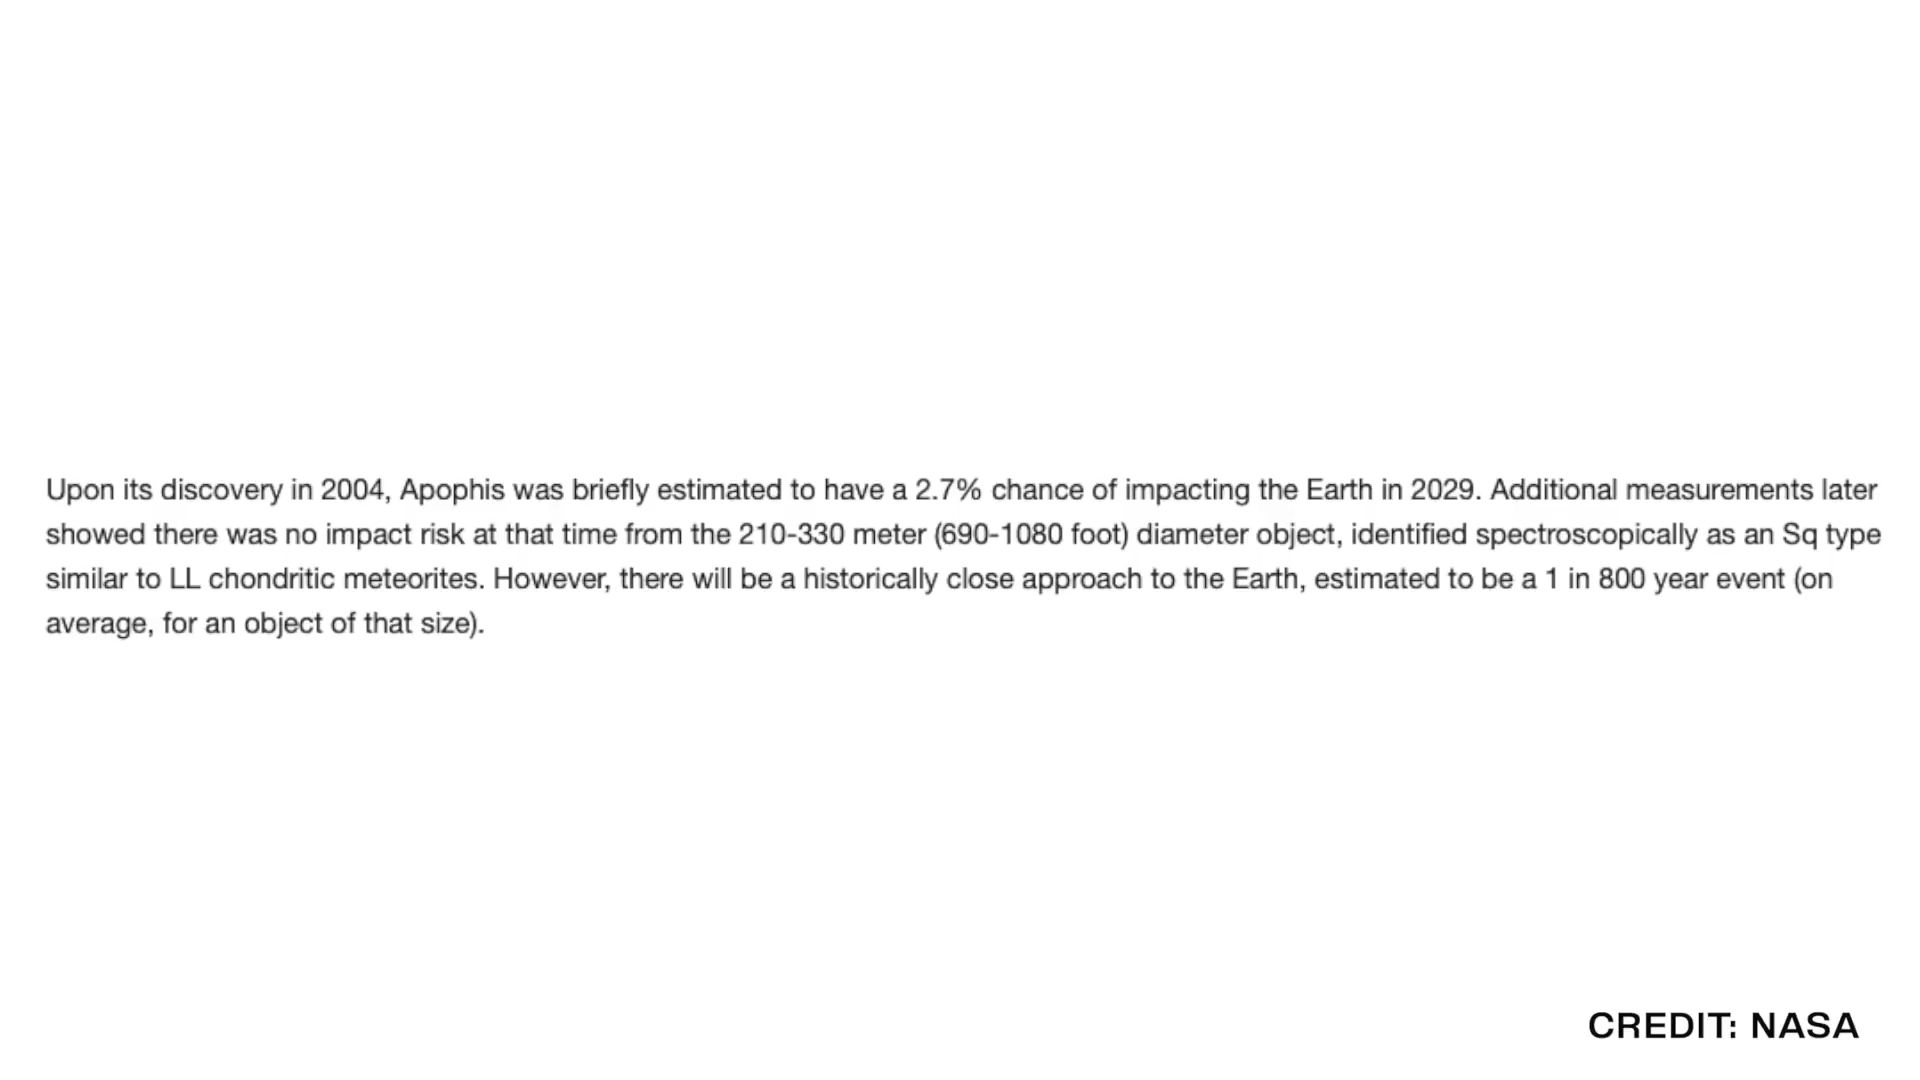 Upon its discovery in 2004, Apophis was briefly estimated to have a 2.7% chance of impacting the Earth in 2029. Additional measurements later
showed there was no impact risk at that time from the 210-330 meter (690-1080 foot) diameter object, identified spectroscopically as an Sq type
similar to LL chondritic meteorites. However, there will be a historically close approach to the Earth, estimated to be a 1 in 800 year event (on
average, for an object of that size).
CREDIT: NASA